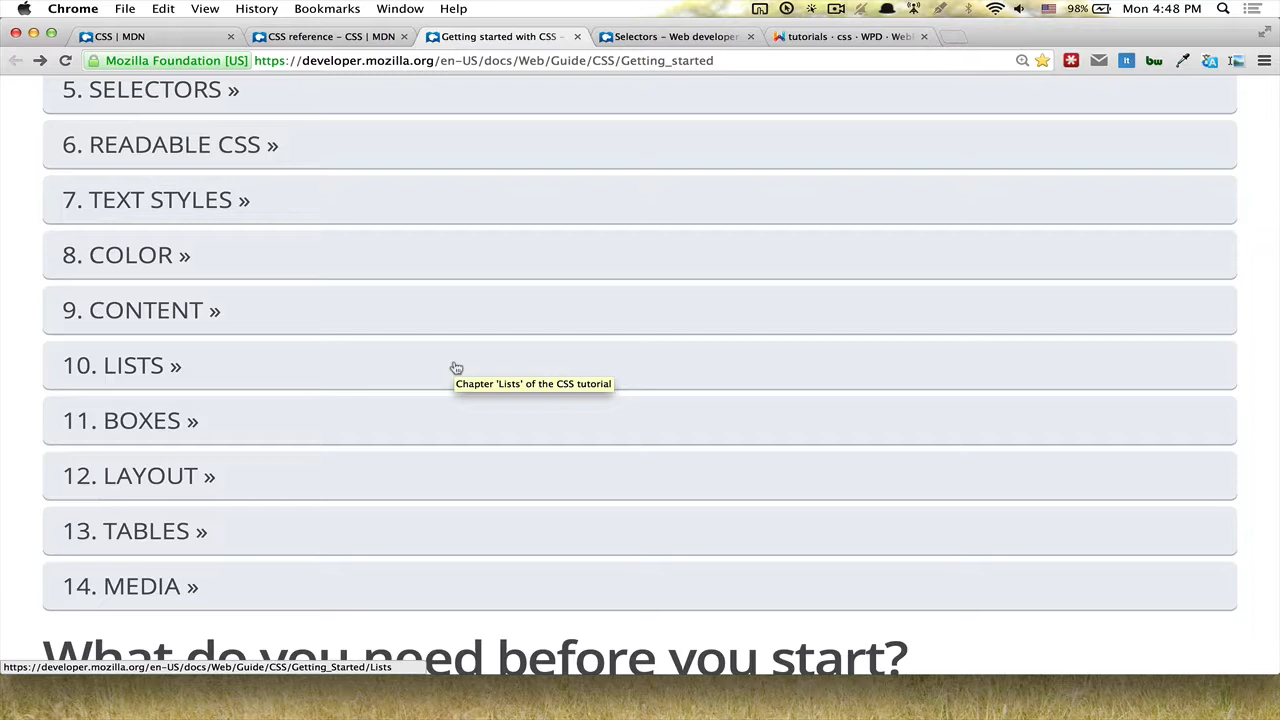 Chrome File Edit View History Bookmarks Window Help 98% Mon 4:48 PM
CSS | MDN
CSS reference – CSS | MDN
Getting started with CSS –
Selectors – Web developer
tutorials · css · WPD · Web
Mozilla Foundation [US] https://developer.mozilla.org/en-US/docs/Web/Guide/CSS/Getting_started
5. SELECTORS »
6. READABLE CSS »
7. TEXT STYLES »
8. COLOR »
9. CONTENT »
10. LISTS »
Chapter 'Lists' of the CSS tutorial
11. BOXES »
12. LAYOUT »
13. TABLES »
14. MEDIA »
What do you need before you start?
https://developer.mozilla.org/en-US/docs/Web/Guide/CSS/Getting_Started/Lists